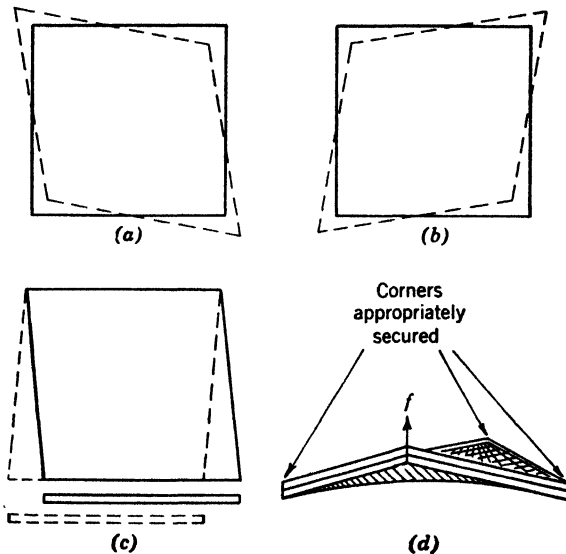 (a)
(b)
Corners
appropriately
secured
f
(c)
(d)